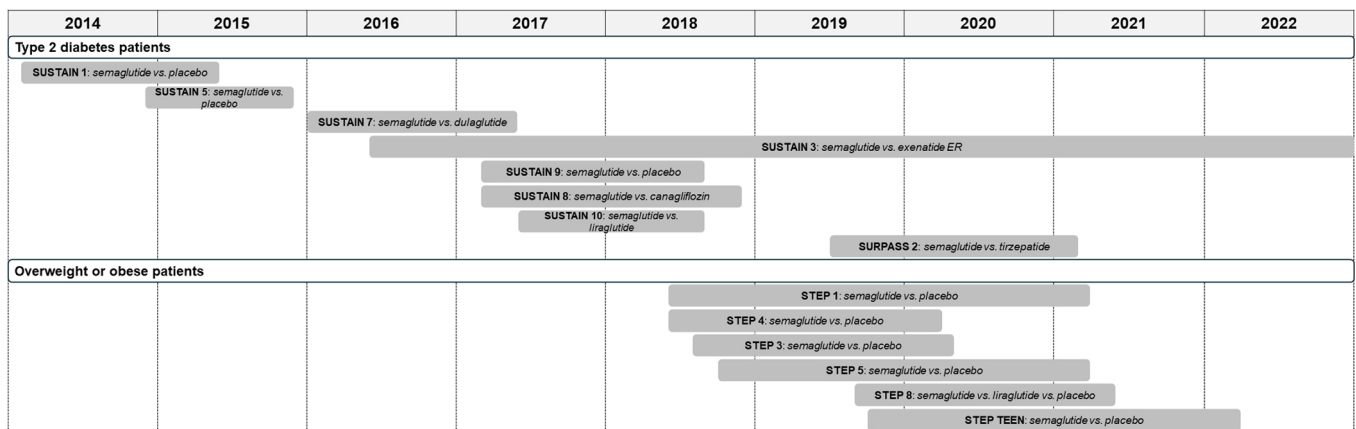 2014 2015 2016 2017 2018 2019 2020 2021 2022
Type 2 diabetes patients
SUSTAIN 1: semaglutide vs. placebo
SUSTAIN 5: semaglutide vs.
placebo
SUSTAIN 7: semaglutide vs. dulaglutide
SUSTAIN 3: semaglutide vs. exenatide ER
SUSTAIN 9: semaglutide vs. placebo
SUSTAIN 8: semaglutide vs. canagliflozin
SUSTAIN 10: semaglutide vs.
liraglutide
SURPASS 2: semaglutide vs. tirzepatide
Overweight or obese patients
STEP 1: semaglutide vs. placebo
STEP 4: semaglutide vs. placebo
STEP 3: semaglutide vs. placebo
STEP 5: semaglutide vs. placebo
STEP 8: semaglutide vs. liraglutide vs. placebo
STEP TEEN: semaglutide vs. placebo